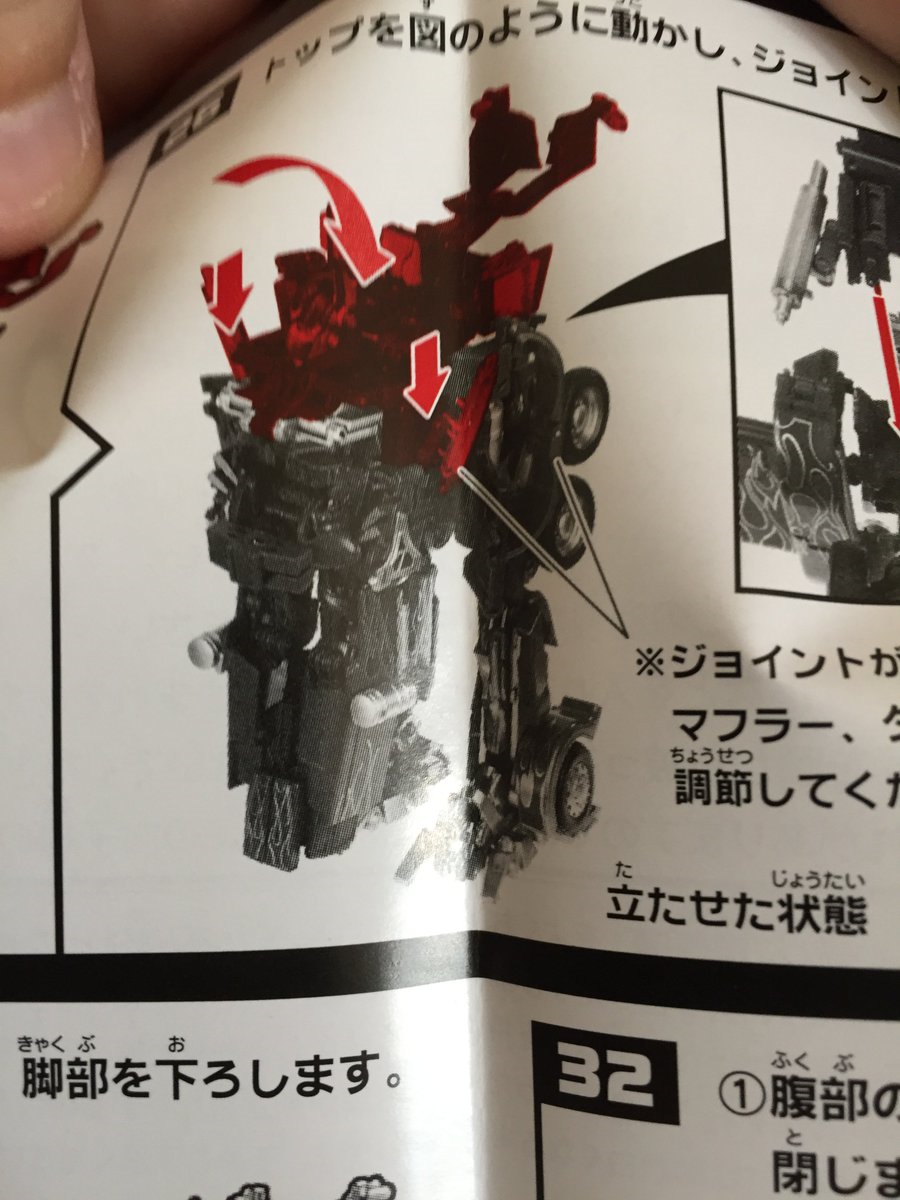 トップを図のように動かし、ジョイント
※ジョイントが
マフラー、
調節してくだ
立たせた状態
脚部を下ろします。
32
①腹部の
閉じま